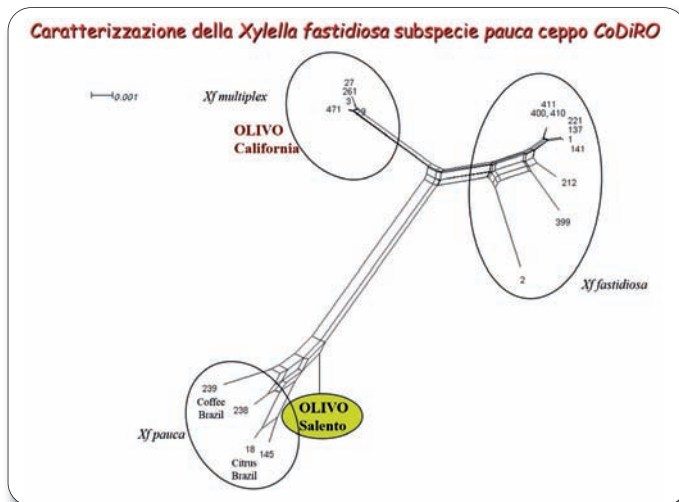 Caratterizzazione della Xylella fastidiosa subspecie pauca ceppo CoDiRO
0.001
Xf multiplex
27
261
3
9
471
OLIVO
California
411
400, 410
221
137
1
141
212
399
2
Xf fastidiosa
239
Coffee
Brazil
238
OLIVO
Salento
Xf pauca
18
145
Citrus
Brazil